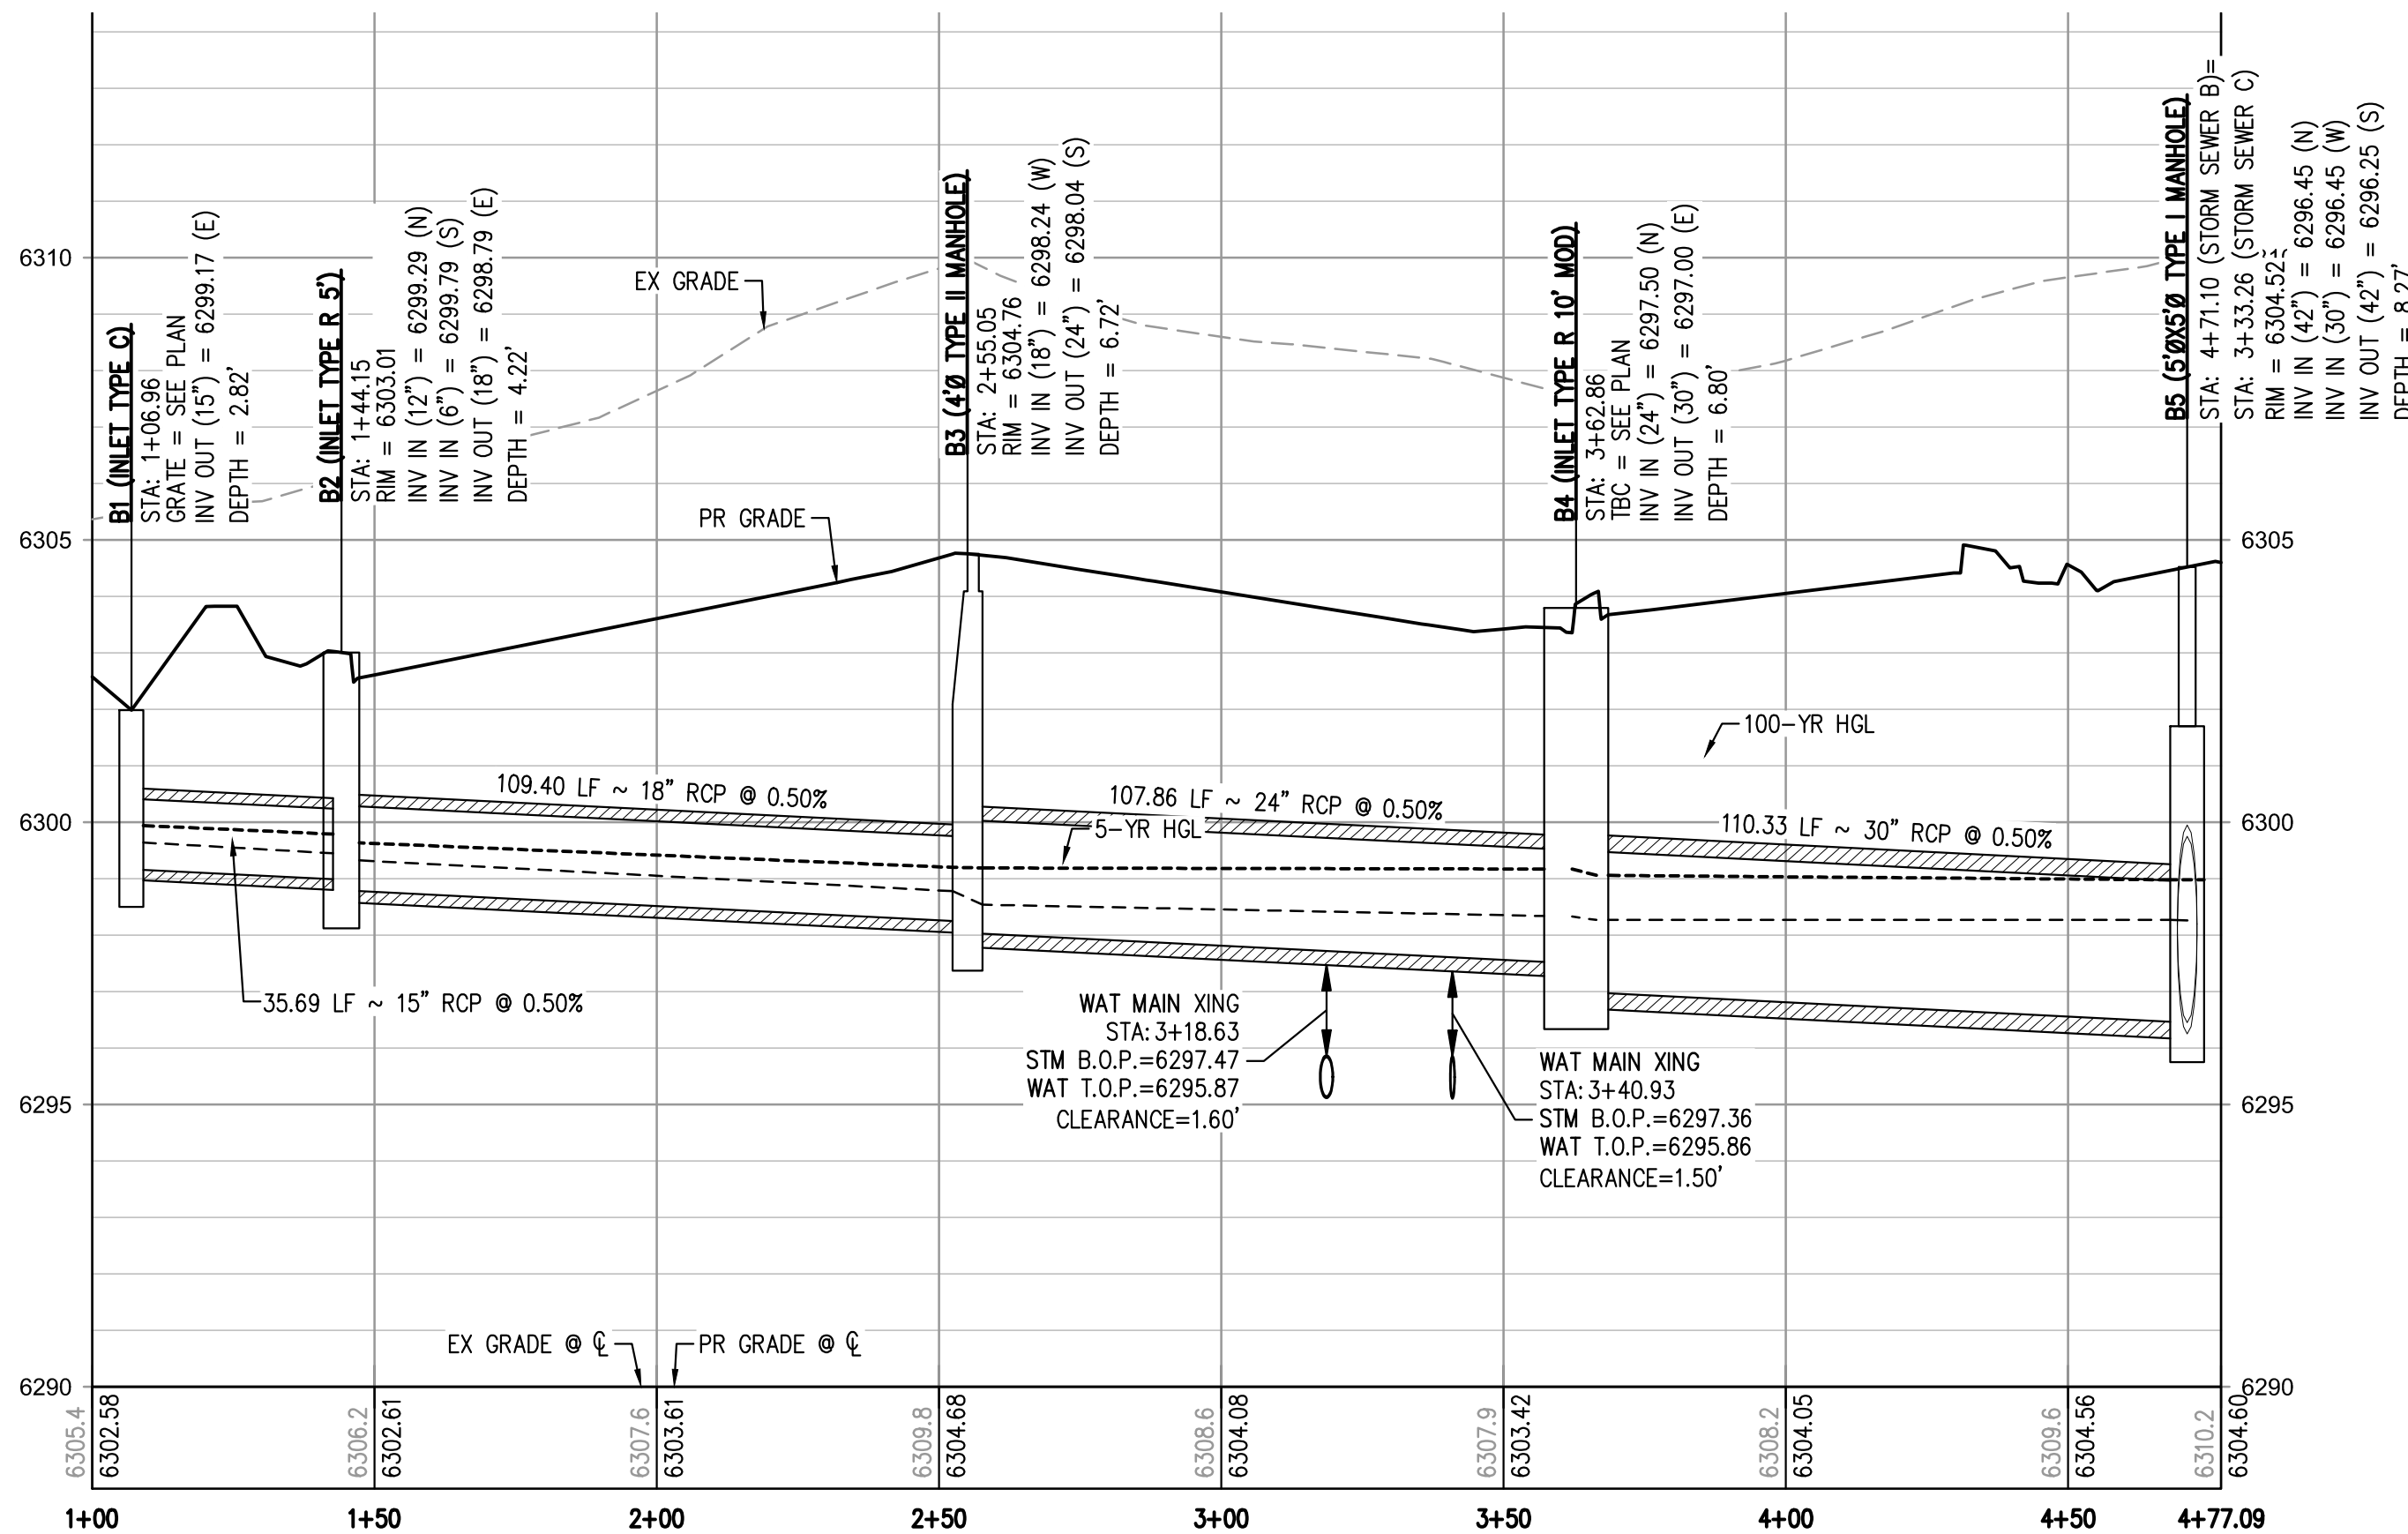 B1 (INLET TYPE C)
STA: 1+06.96
GRATE = SEE PLAN
INV OUT (15") = 6299.17 (E)
DEPTH = 2.82'
B2 (INLET TYPE R 5')
STA: 1+44.15
RIM = 6303.01
INV IN (12") = 6299.29 (N)
INV IN (6") = 6299.79 (S)
INV OUT (18") = 6298.79 (E)
DEPTH = 4.22'
B3 (4'Ø TYPE II MANHOLE)
STA: 2+55.05
RIM = 6304.76
INV IN (18") = 6298.24 (W)
INV OUT (24") = 6298.04 (S)
DEPTH = 6.72'
B4 (INLET TYPE R 10' MOD)
STA: 3+62.86
TBC = SEE PLAN
INV IN (24") = 6297.50 (N)
INV OUT (30") = 6297.00 (E)
DEPTH = 6.80'
B5 (5'ØX5'Ø TYPE I MANHOLE)
STA: 4+71.10 (STORM SEWER B)=
STA: 3+33.26 (STORM SEWER C)
RIM = 6304.52
INV IN (42") = 6296.45 (N)
INV IN (30") = 6296.45 (W)
INV OUT (42") = 6296.25 (S)
DEPTH = 8.27'
EX GRADE
PR GRADE
100-YR HGL
5-YR HGL
109.40 LF ~ 18" RCP @ 0.50%
107.86 LF ~ 24" RCP @ 0.50%
110.33 LF ~ 30" RCP @ 0.50%
35.69 LF ~ 15" RCP @ 0.50%
WAT MAIN XING
STA:3+18.63
STM B.O.P.=6297.47
WAT T.O.P.=6295.87
CLEARANCE=1.60'
WAT MAIN XING
STA:3+40.93
STM B.O.P.=6297.36
WAT T.O.P.=6295.86
CLEARANCE=1.50'
EX GRADE @ ℄
PR GRADE @ ℄
6310
6305
6300
6295
6290
6305
6300
6295
6290
6305.4
6302.58
6306.2
6302.61
6307.6
6303.61
6309.8
6304.68
6308.6
6304.08
6307.9
6303.42
6308.2
6304.05
6309.6
6304.56
6310.2
6304.60
1+00
1+50
2+00
2+50
3+00
3+50
4+00
4+50
4+77.09